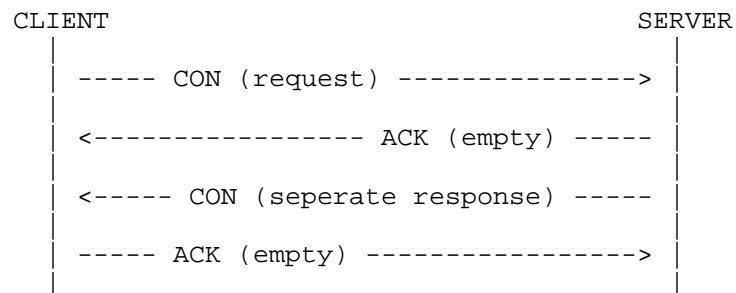 CLIENT SERVER
----- CON (request) --------------->
<----------------- ACK (empty) -----
<----- CON (seperate response) -----
----- ACK (empty) ----------------->